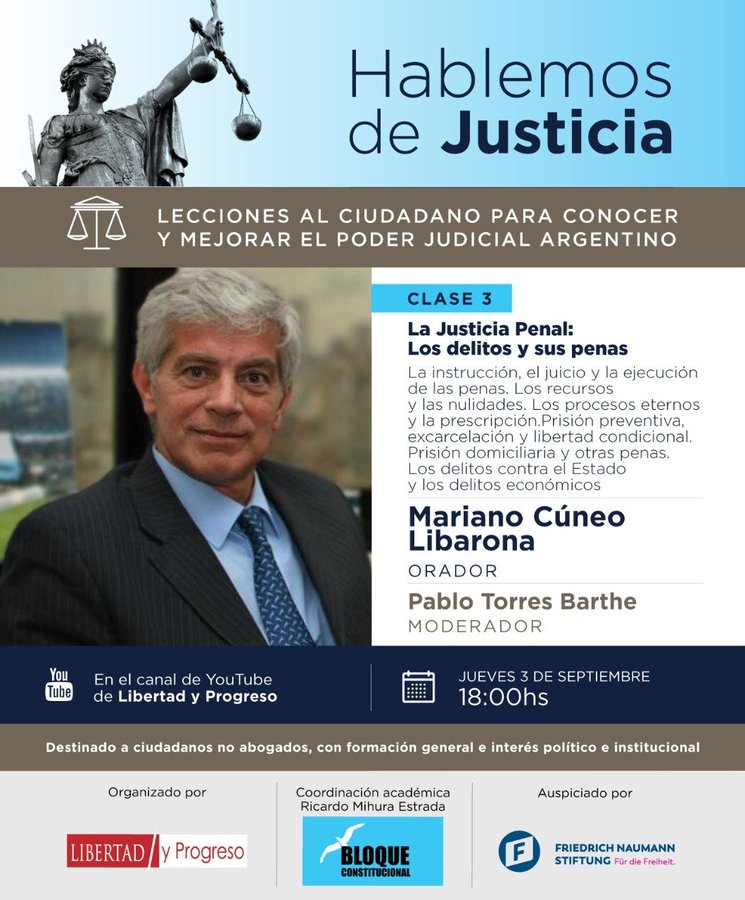 Hablemos
de Justicia
LECCIONES AL CIUDADANO PARA CONOCER
Y MEJORAR EL PODER JUDICIAL ARGENTINO
CLASE 3
La Justicia Penal:
Los delitos y sus penas
La instrucción, el juicio y la ejecución
de las penas. Los recursos
y las nulidades. Los procesos eternos
y la prescripción.Prisión preventiva,
excarcelación y libertad condicional.
Prisión domiciliaria y otras penas.
Los delitos contra el Estado
y los delitos económicos
Mariano Cúneo
Libarona
ORADOR
Pablo Torres Barthe
MODERADOR
You
Tube
En el canal de YouTube
de Libertad y Progreso
JUEVES 3 DE SEPTIEMBRE
18:00hs
Destinado a ciudadanos no abogados, con formación general e interés político e institucional
Organizado por
LIBERTAD y Progreso
Coordinación académica
Ricardo Mihura Estrada
BLOQUE
CONSTITUCIONAL
Auspiciado por
F
FRIEDRICH NAUMANN
STIFTUNG Für die Freiheit.